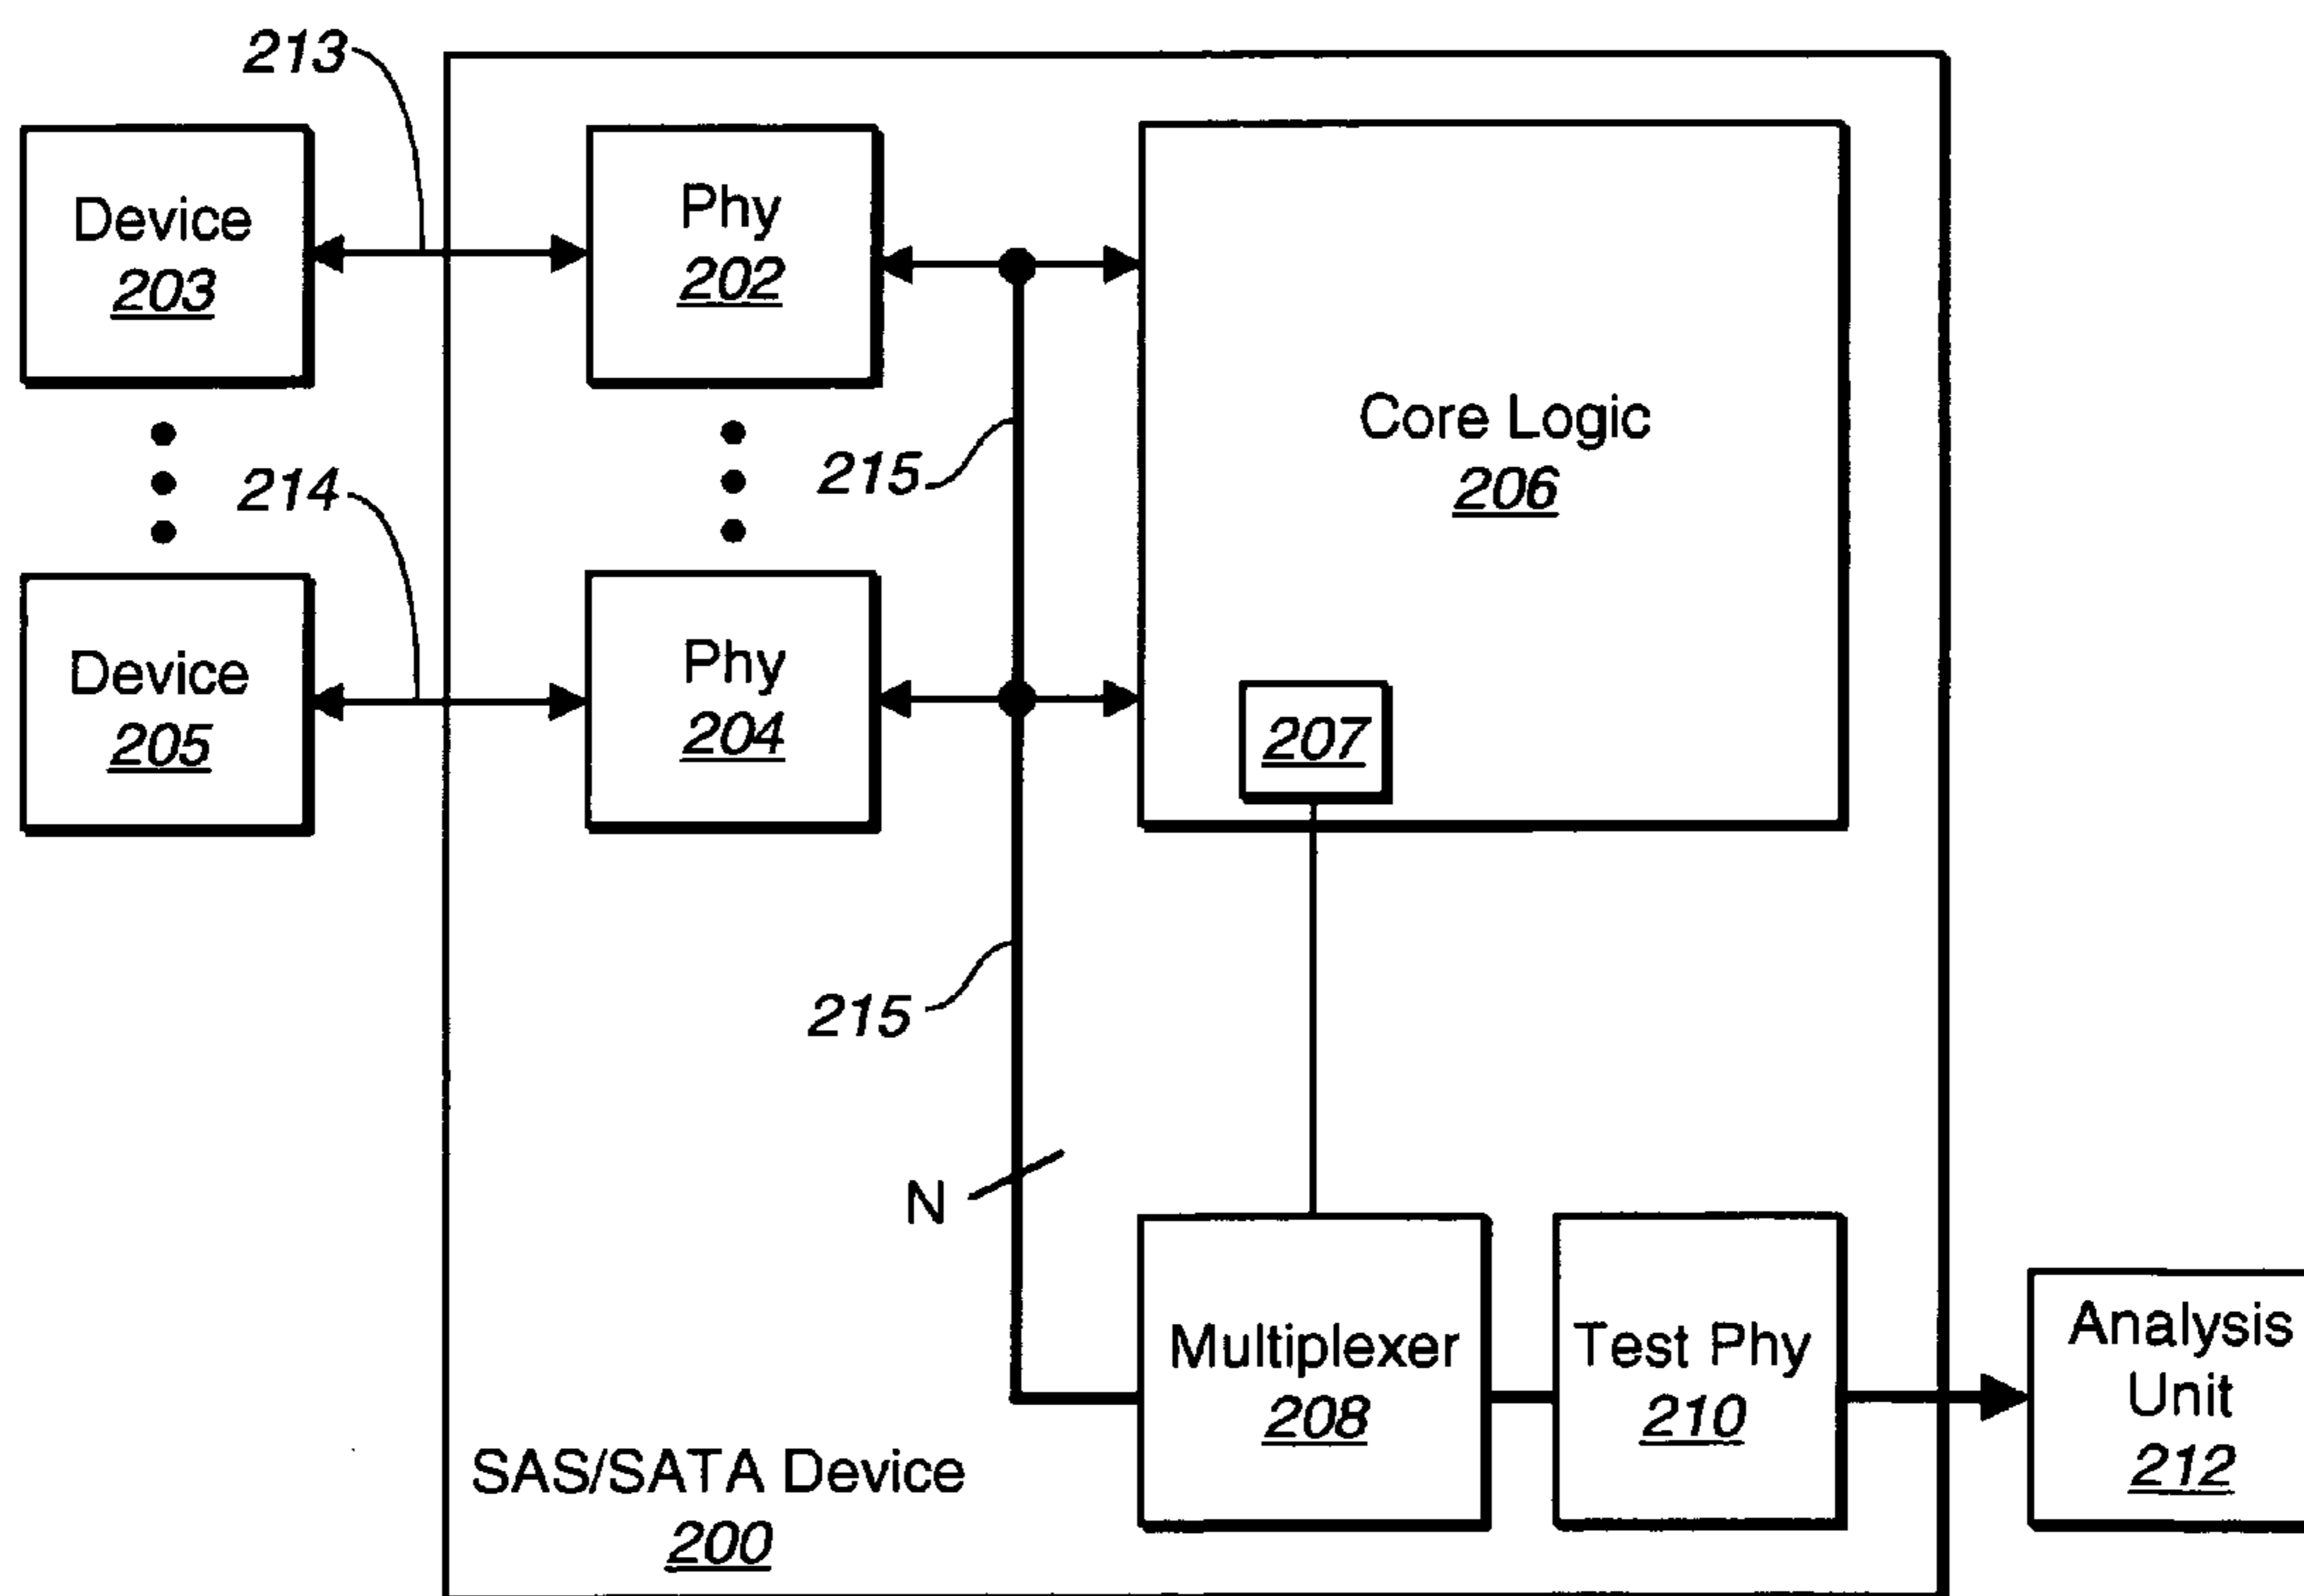 213
Device
203
Phy
202
Core Logic
206
214
215
Device
205
Phy
204
207
215
N
Multiplexer
208
Test Phy
210
Analysis
Unit
212
SAS/SATA Device
200